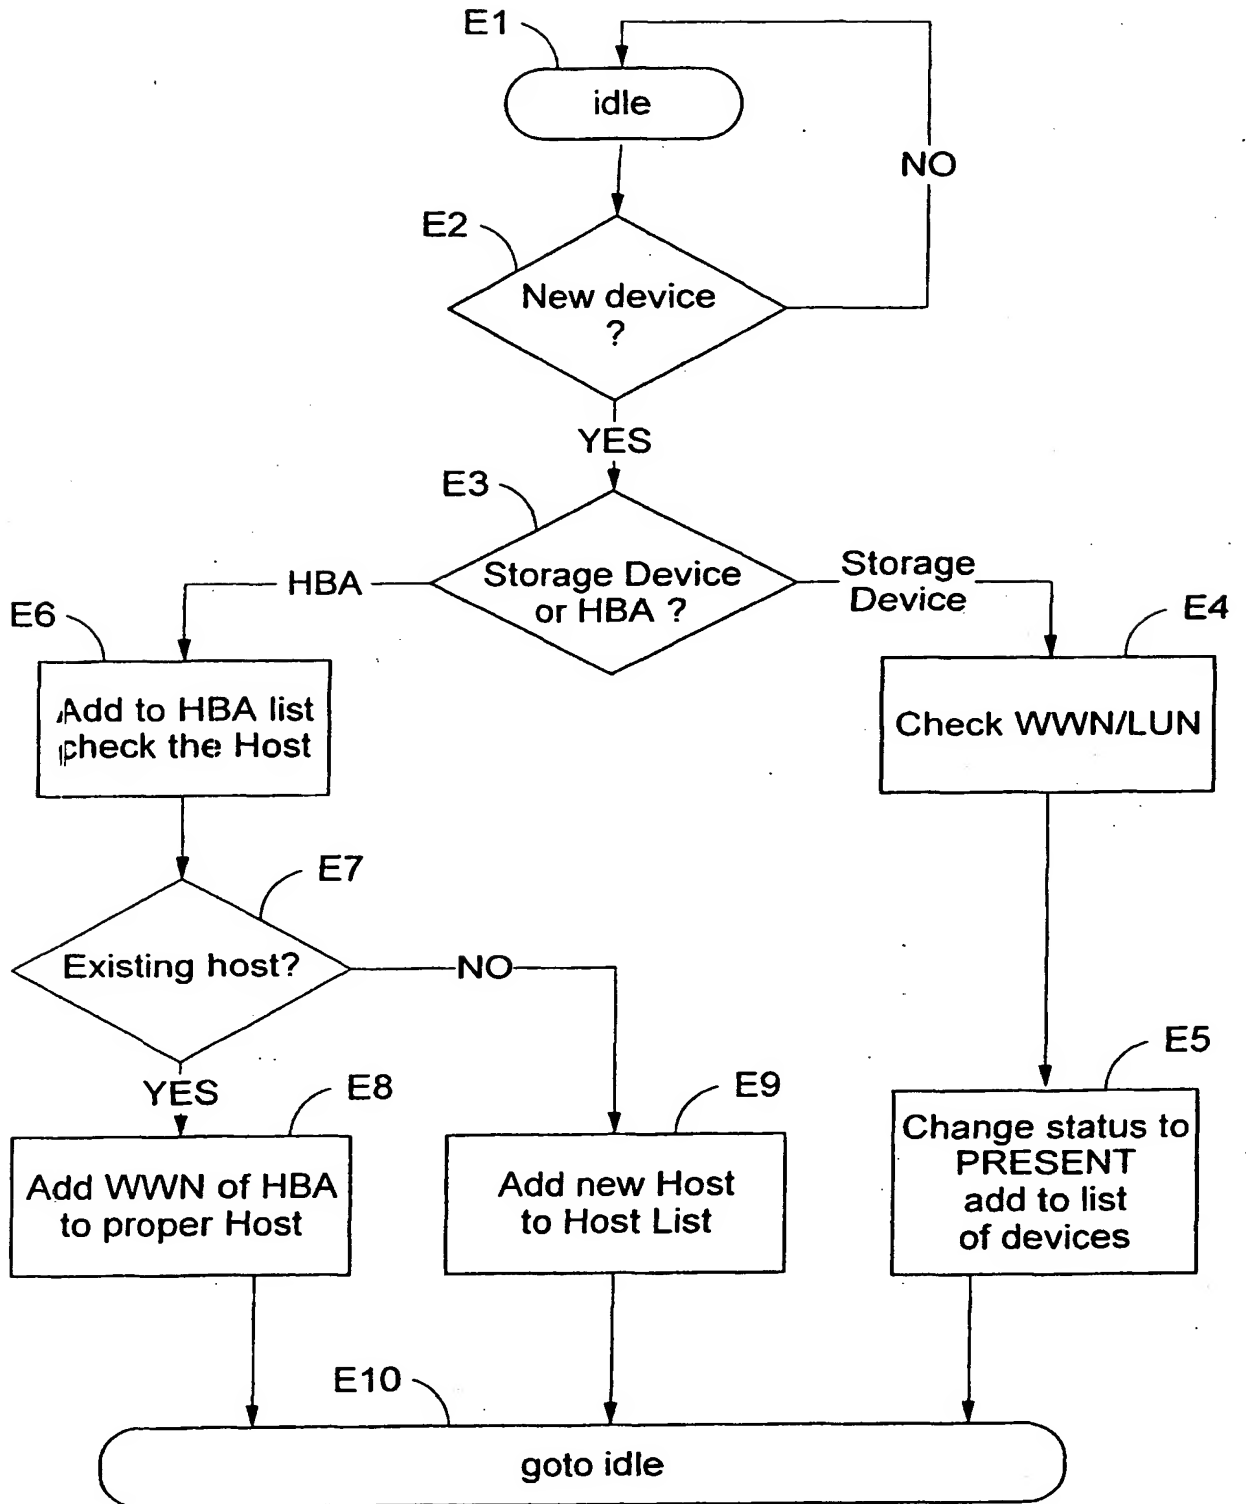 E1
idle
NO
E2
New device
?
YES
E3
Storage Device
or HBA ?
HBA
Storage
Device
E6
Add to HBA list
check the Host
E4
Check WWN/LUN
E7
Existing host?
NO
YES
E8
Add WWN of HBA
to proper Host
E9
Add new Host
to Host List
E5
Change status to
PRESENT
add to list
of devices
E10
goto idle